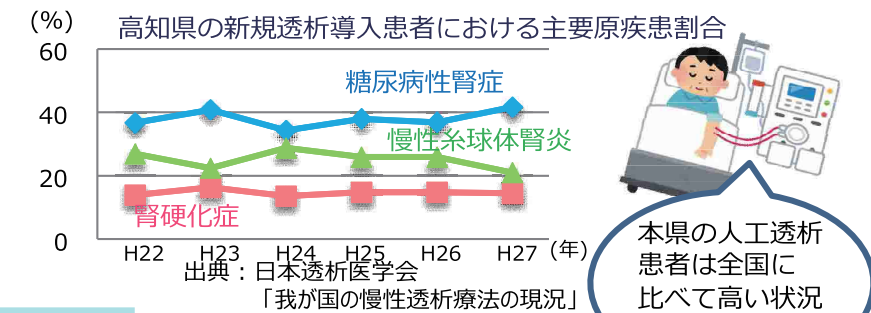 高知県の新規透析導入患者における主要原疾患割合
(%)
60
40
20
0
糖尿病性腎症
慢性糸球体腎炎
腎硬化症
H22 H23 H24 H25 H26 H27 (年)
出典：日本透析医学会
「我が国の慢性透析療法の現況」
本県の人工透析
患者は全国に
比べて高い状況